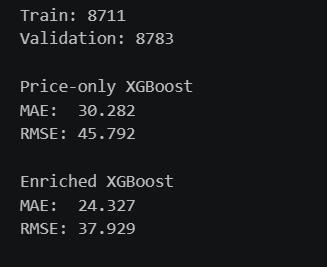 Train: 8711
Validation: 8783
Price-only XGBoost
MAE:  30.282
RMSE: 45.792
Enriched XGBoost
MAE:  24.327
RMSE: 37.929